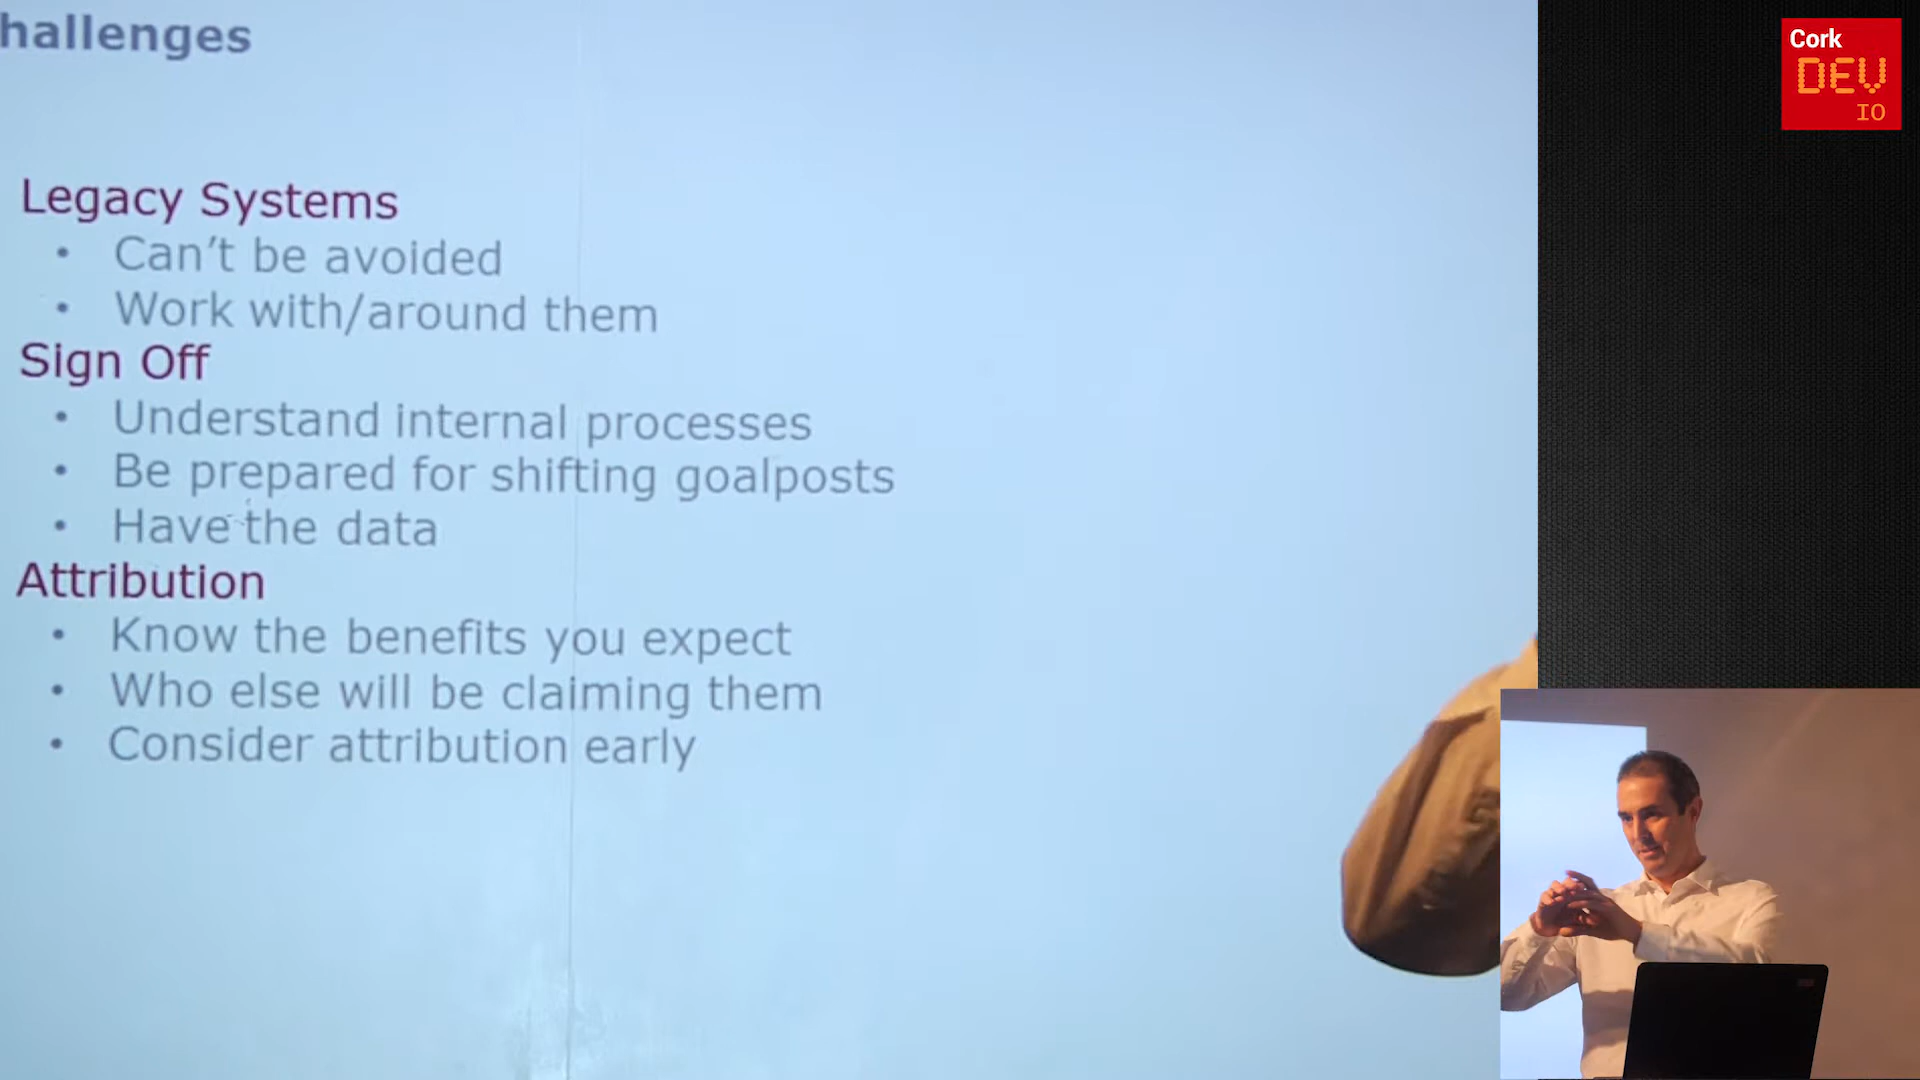 hallenges
Legacy Systems
• Can't be avoided
• Work with/around them
Sign Off
• Understand internal processes
• Be prepared for shifting goalposts
• Have the data
Attribution
• Know the benefits you expect
• Who else will be claiming them
• Consider attribution early
Cork
DEV
IO